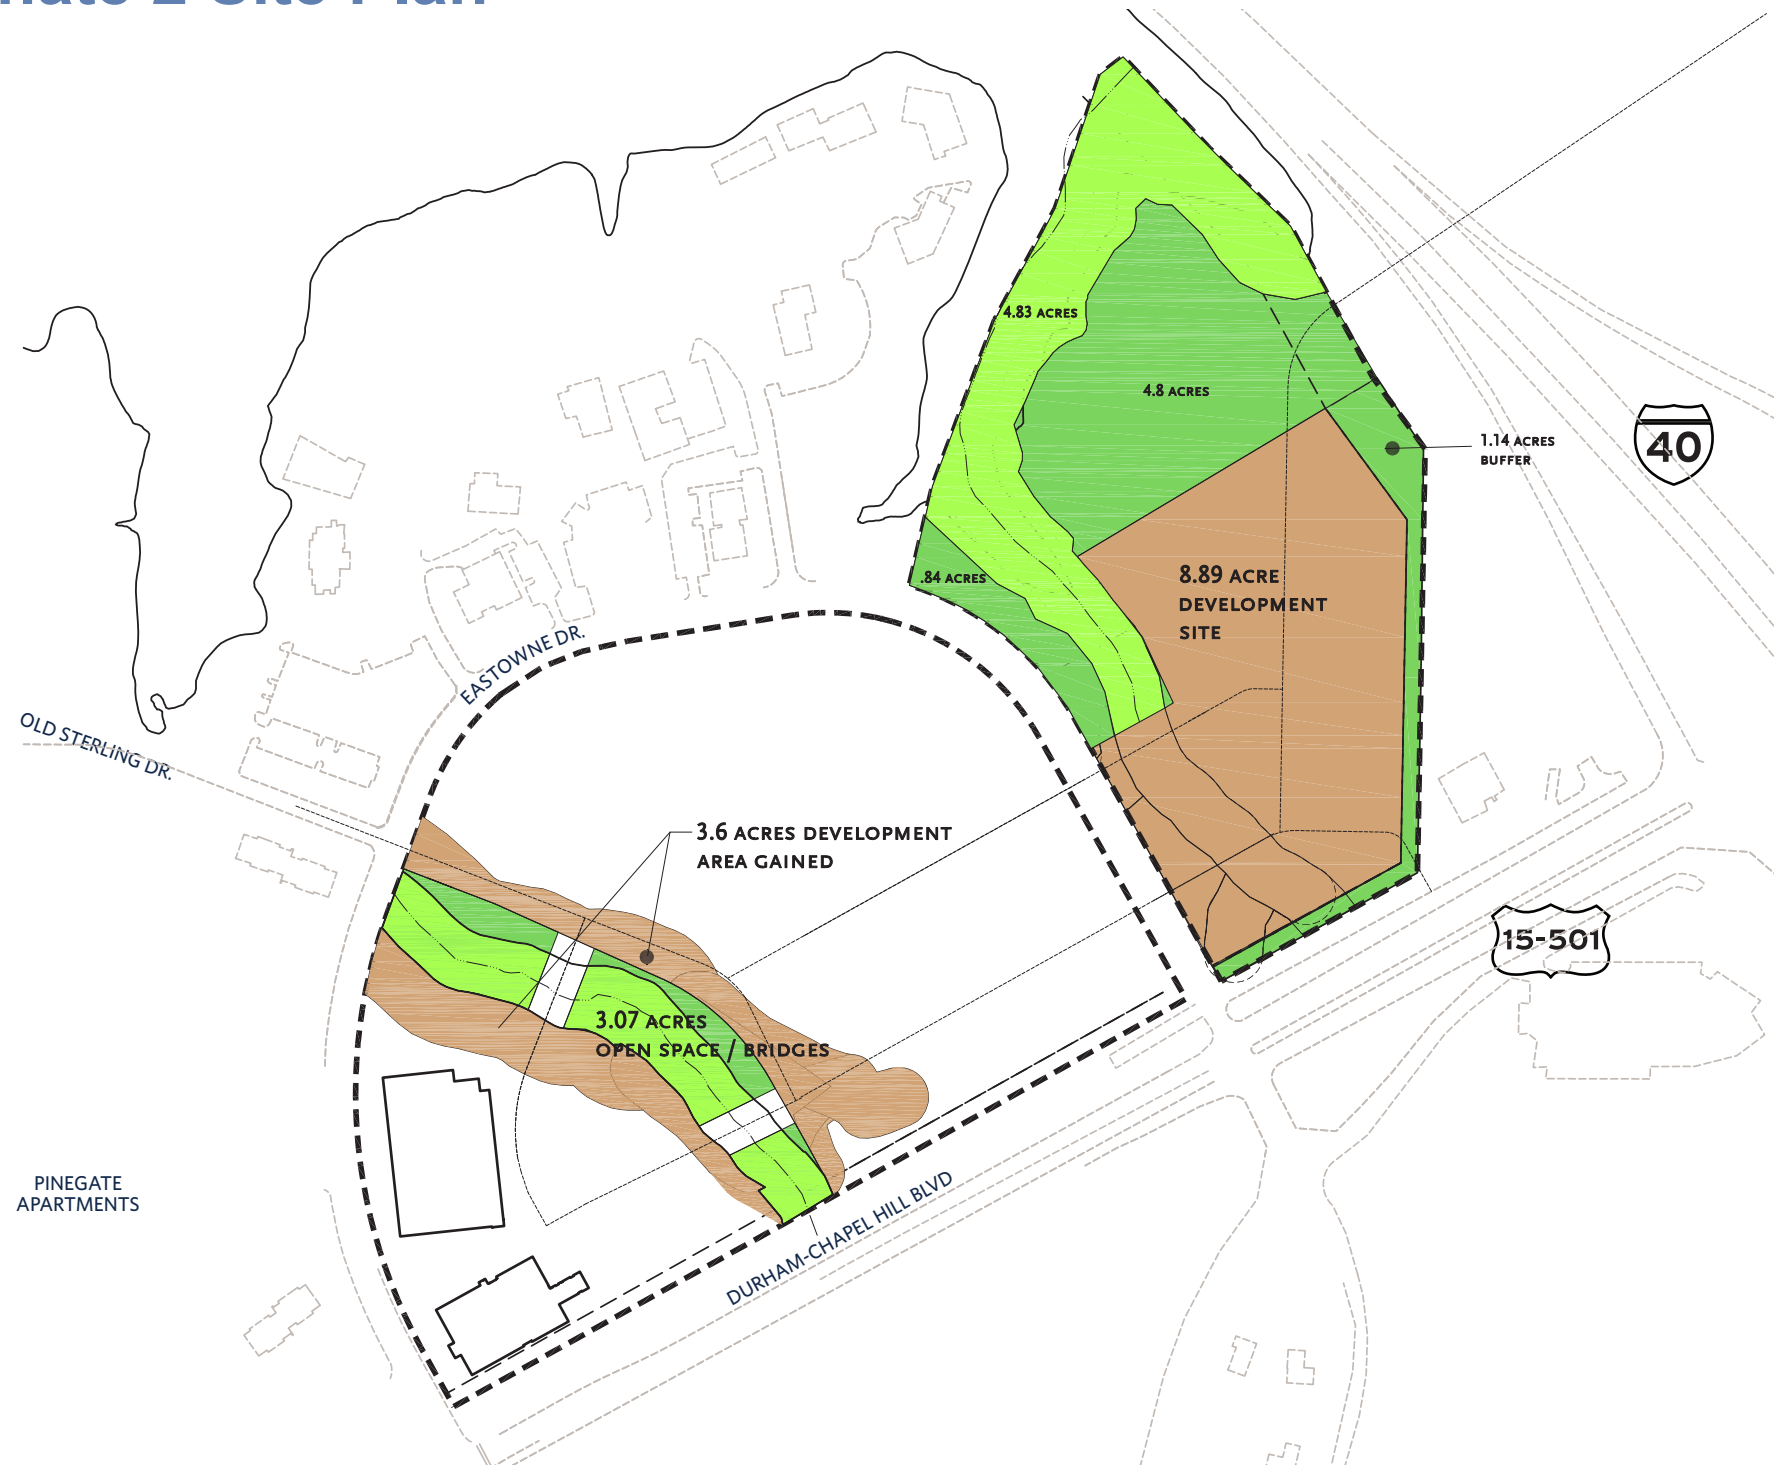 Site Plan
4.83 ACRES
4.8 ACRES
1.14 ACRES
BUFFER
40
.84 ACRES
8.89 ACRE
DEVELOPMENT
SITE
EASTOWNE DR.
OLD STERLING DR.
3.6 ACRES DEVELOPMENT
AREA GAINED
15-501
3.07 ACRES
OPEN SPACE / BRIDGES
PINEGATE
APARTMENTS
DURHAM-CHAPEL HILL BLVD